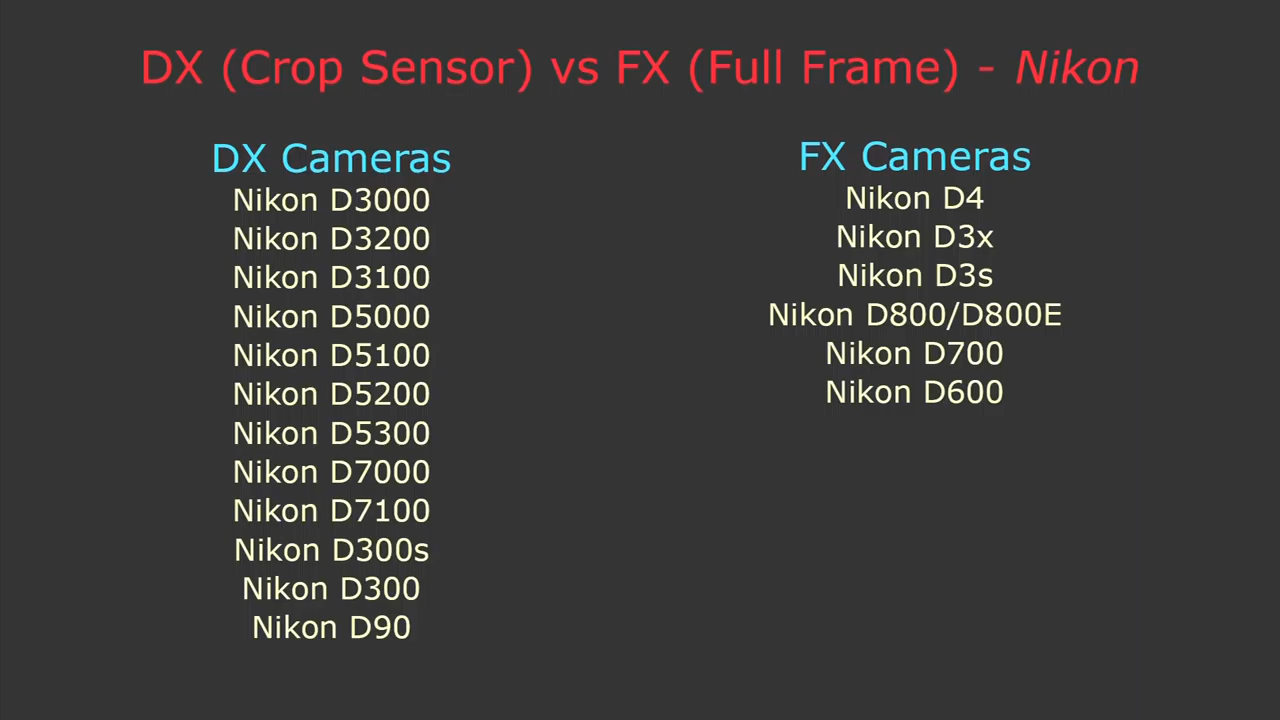 DX (Crop Sensor) vs FX (Full Frame) - Nikon
DX Cameras
Nikon D3000
Nikon D3200
Nikon D3100
Nikon D5000
Nikon D5100
Nikon D5200
Nikon D5300
Nikon D7000
Nikon D7100
Nikon D300s
Nikon D300
Nikon D90
FX Cameras
Nikon D4
Nikon D3x
Nikon D3s
Nikon D800/D800E
Nikon D700
Nikon D600